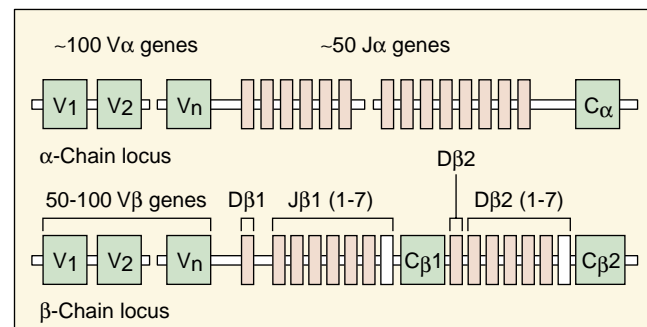 ~100 Vα genes ~50 Jα genes
V1 V2 Vn Cα
α-Chain locus
Dβ2
50-100 Vβ genes Dβ1 Jβ1 (1-7) Dβ2 (1-7)
V1 V2 Vn Cβ1 Cβ2
β-Chain locus